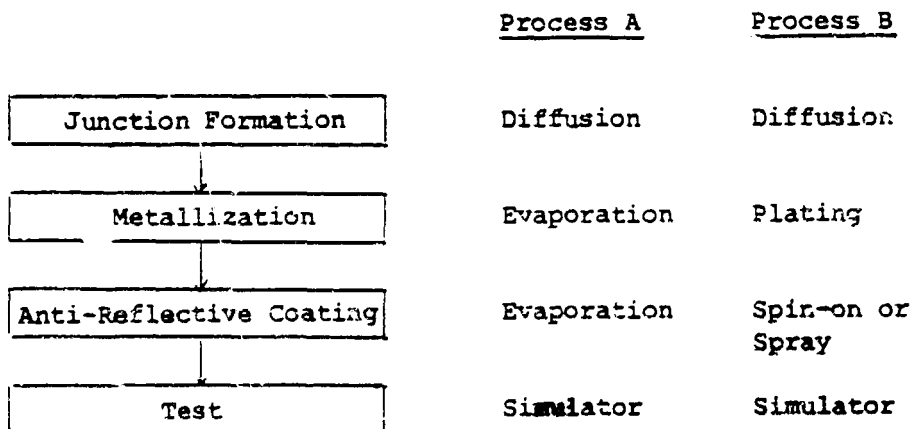 Process A Process B
Junction Formation Diffusion Diffusion
Metallization Evaporation Plating
Anti-Reflective Coating Evaporation Spin-on or
Spray
Test Simulator Simulator